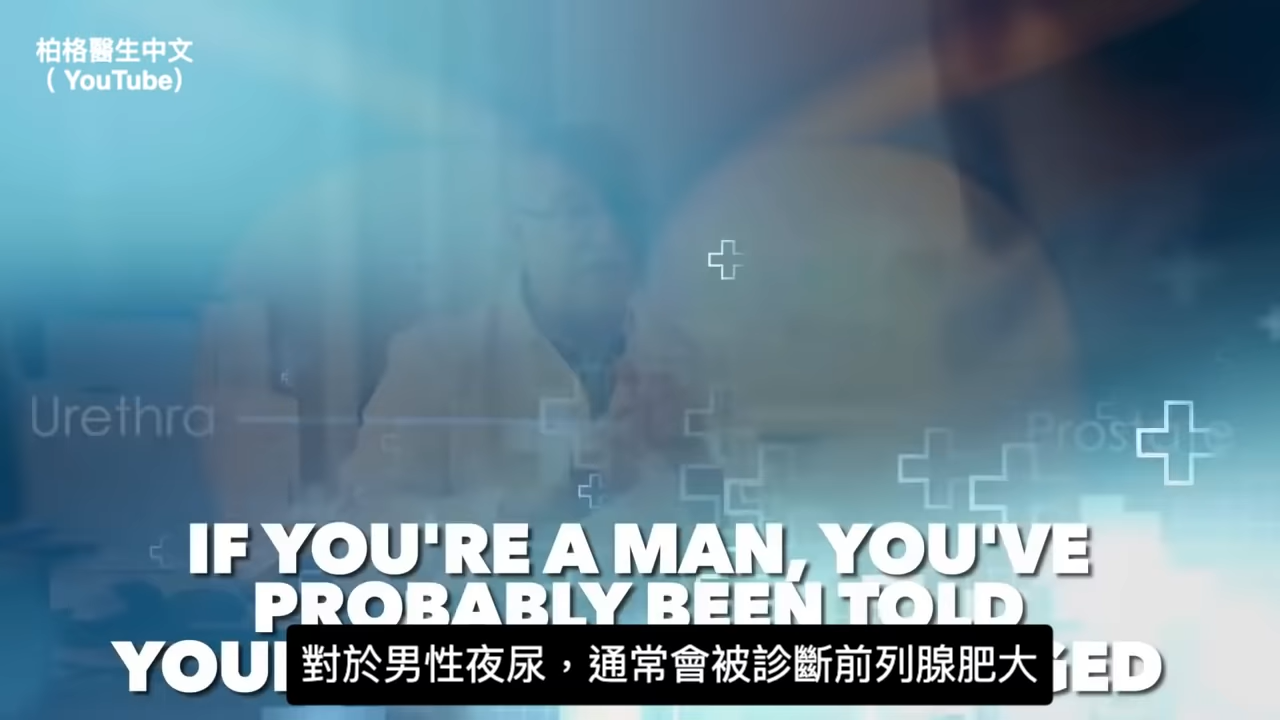 柏格醫生中文
（ YouTube）
Urethra
Prostate
IF YOU'RE A MAN, YOU'VE
PROBABLY BEEN TOLD
對於男性夜尿，通常會被診斷前列腺肥大